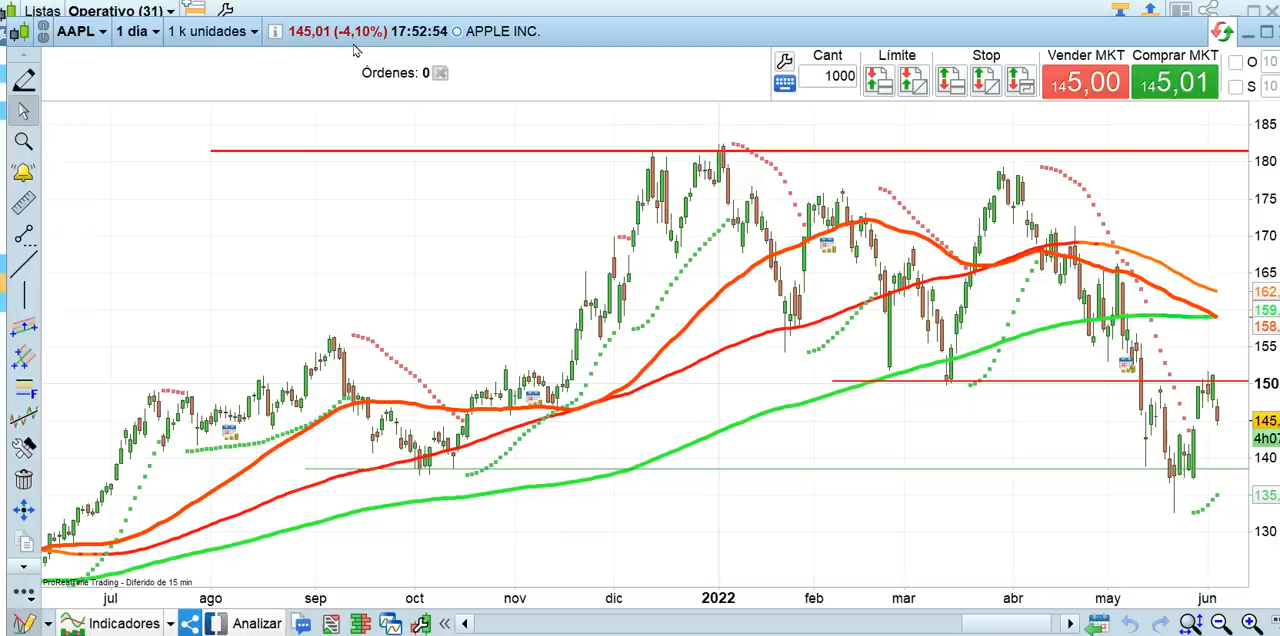 Listas Operativo (31)
AAPL 1 día 1 k unidades 145,01 (-4,10%) 17:52:54 APPLE INC.
Órdenes: 0
Cant Límite Stop Vender MKT Comprar MKT
1000 145,00 145,01
O 10
S 10
185
180
175
170
165
162,
159,
158,
155
150
145,
4h07
140
135,
130
ProRealTime Trading - Diferido de 15 min
jul ago sep oct nov dic 2022 feb mar abr may jun
Indicadores Analizar